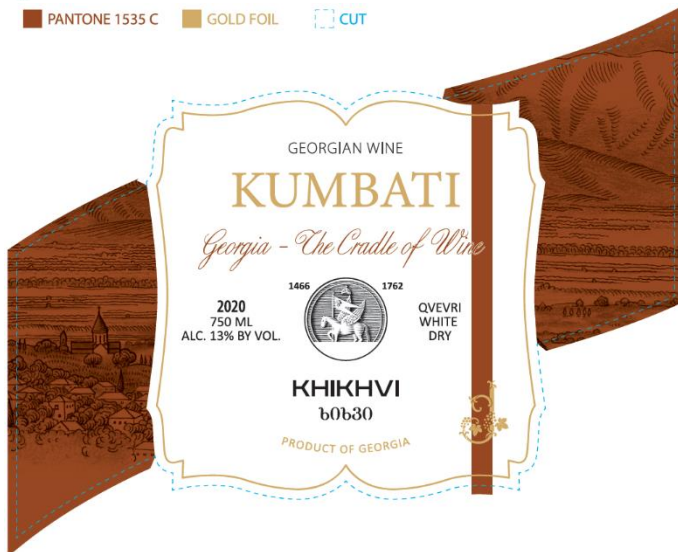 PANTONE 1535 C
GOLD FOIL
CUT
GEORGIAN WINE
KUMBATI
Georgia - The Cradle of Wine
1466 1762
2020
750 ML
ALC. 13% BY VOL.
QVEVRI
WHITE
DRY
KHIKHVI
ხიხვი
PRODUCT OF GEORGIA